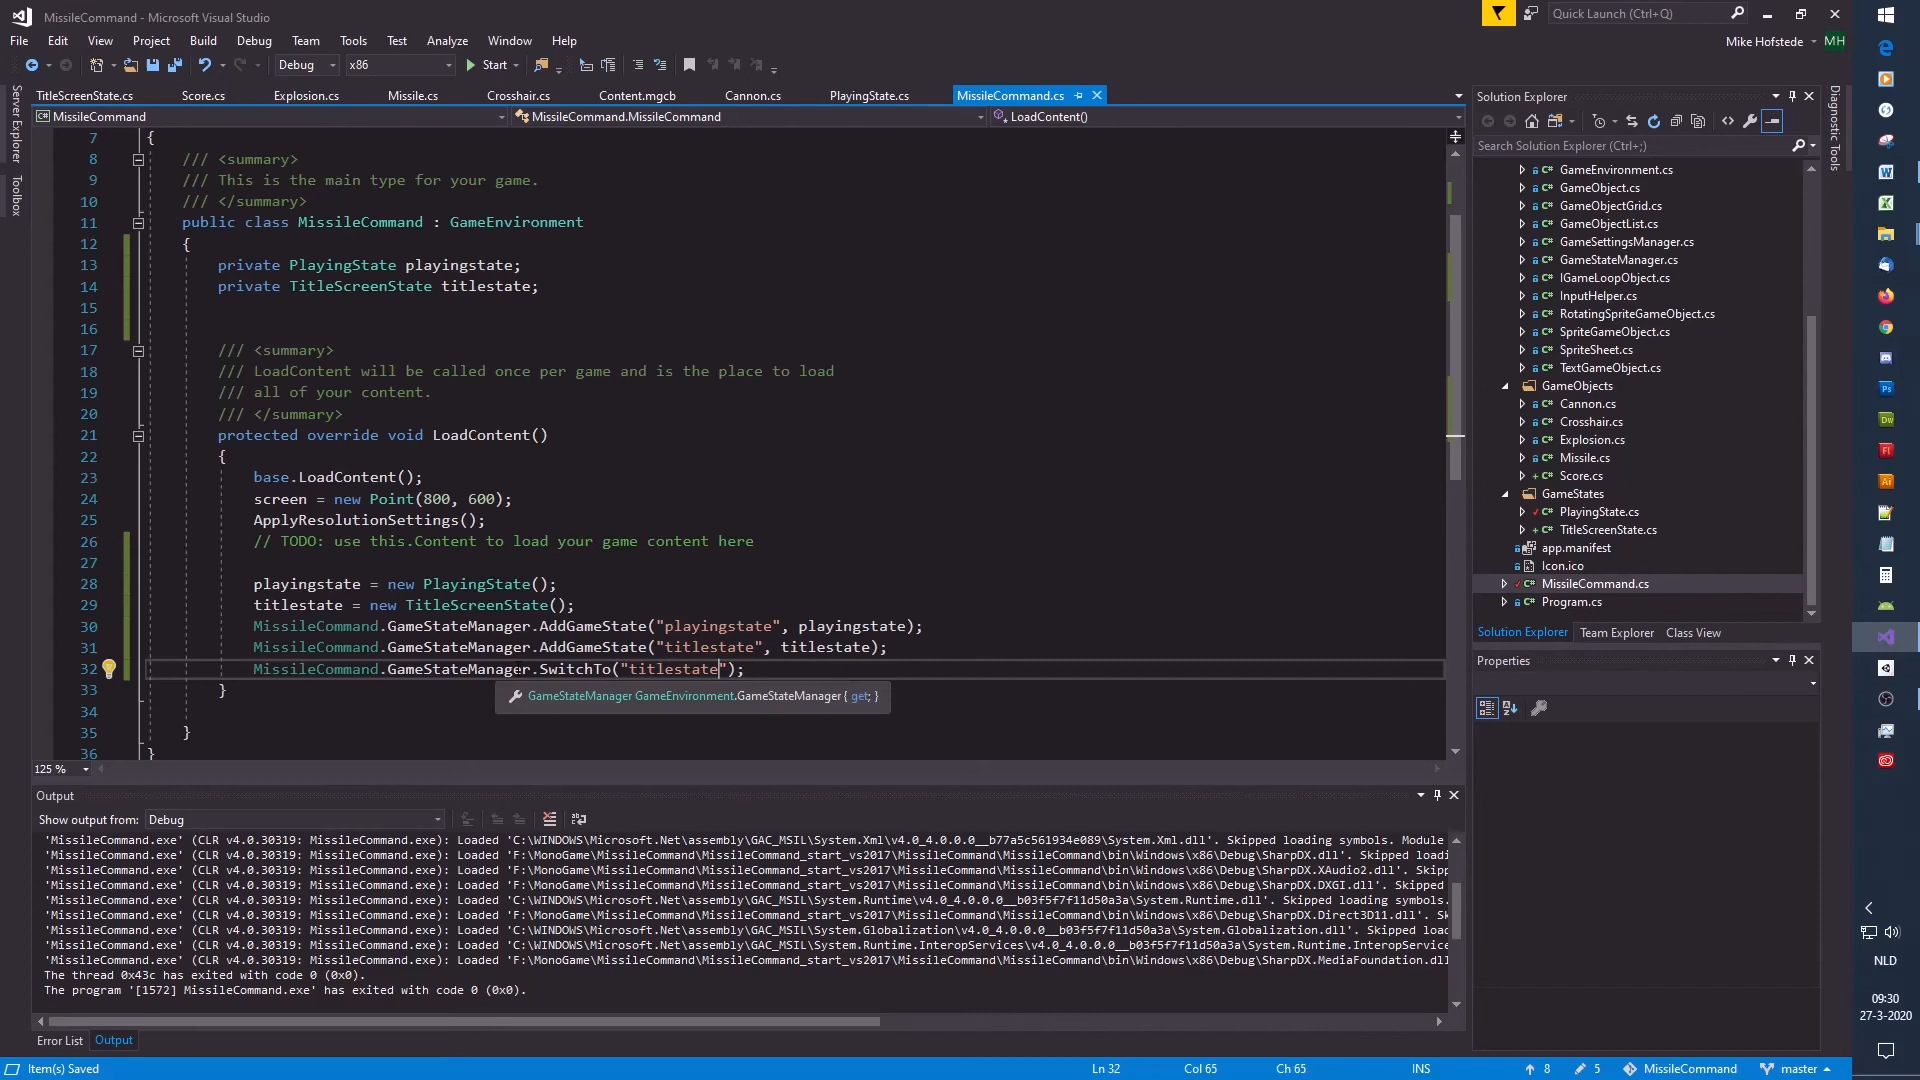 MissileCommand - Microsoft Visual Studio
Quick Launch (Ctrl+Q)
File Edit View Project Build Debug Team Tools Test Analyze Window Help
Mike Hofstede MH
Debug x86 Start
TitleScreenState.cs Score.cs Explosion.cs Missile.cs Crosshair.cs Content.mgcb Cannon.cs PlayingState.cs MissileCommand.cs
MissileCommand MissileCommand.MissileCommand LoadContent()
Server Explorer
Toolbox
7 {
8 /// <summary>
9 /// This is the main type for your game.
10 /// </summary>
11 public class MissileCommand : GameEnvironment
12 {
13 private PlayingState playingstate;
14 private TitleScreenState titlestate;
15
16
17 /// <summary>
18 /// LoadContent will be called once per game and is the place to load
19 /// all of your content.
20 /// </summary>
21 protected override void LoadContent()
22 {
23 base.LoadContent();
24 screen = new Point(800, 600);
25 ApplyResolutionSettings();
26 // TODO: use this.Content to load your game content here
27
28 playingstate = new PlayingState();
29 titlestate = new TitleScreenState();
30 MissileCommand.GameStateManager.AddGameState("playingstate", playingstate);
31 MissileCommand.GameStateManager.AddGameState("titlestate", titlestate);
32 MissileCommand.GameStateManager.SwitchTo("titlestate");
33 }
GameStateManager GameEnvironment.GameStateManager { get; }
34
35 }
36 }
125 %
Output
Show output from: Debug
'MissileCommand.exe' (CLR v4.0.30319: MissileCommand.exe): Loaded 'C:\WINDOWS\Microsoft.Net\assembly\GAC_MSIL\System.Xml\v4.0_4.0.0.0__b77a5c561934e089\System.Xml.dll'. Skipped loading symbols. Module
'MissileCommand.exe' (CLR v4.0.30319: MissileCommand.exe): Loaded 'F:\MonoGame\MissileCommand\MissileCommand_start_vs2017\MissileCommand\MissileCommand\bin\Windows\x86\Debug\SharpDX.dll'. Skipped loadi
'MissileCommand.exe' (CLR v4.0.30319: MissileCommand.exe): Loaded 'F:\MonoGame\MissileCommand\MissileCommand_start_vs2017\MissileCommand\MissileCommand\bin\Windows\x86\Debug\SharpDX.XAudio2.dll'. Skip
'MissileCommand.exe' (CLR v4.0.30319: MissileCommand.exe): Loaded 'F:\MonoGame\MissileCommand\MissileCommand_start_vs2017\MissileCommand\MissileCommand\bin\Windows\x86\Debug\SharpDX.DXGI.dll'. Skipped
'MissileCommand.exe' (CLR v4.0.30319: MissileCommand.exe): Loaded 'C:\WINDOWS\Microsoft.Net\assembly\GAC_MSIL\System.Runtime\v4.0_4.0.0.0__b03f5f7f11d50a3a\System.Runtime.dll'. Skipped loading symbols.
'MissileCommand.exe' (CLR v4.0.30319: MissileCommand.exe): Loaded 'F:\MonoGame\MissileCommand\MissileCommand_start_vs2017\MissileCommand\MissileCommand\bin\Windows\x86\Debug\SharpDX.Direct3D11.dll'. Sk
'MissileCommand.exe' (CLR v4.0.30319: MissileCommand.exe): Loaded 'C:\WINDOWS\Microsoft.Net\assembly\GAC_MSIL\System.Globalization\v4.0_4.0.0.0__b03f5f7f11d50a3a\System.Globalization.dll'. Skipped load
'MissileCommand.exe' (CLR v4.0.30319: MissileCommand.exe): Loaded 'C:\WINDOWS\Microsoft.Net\assembly\GAC_MSIL\System.Runtime.InteropServices\v4.0_4.0.0.0__b03f5f7f11d50a3a\System.Runtime.InteropService
'MissileCommand.exe' (CLR v4.0.30319: MissileCommand.exe): Loaded 'F:\MonoGame\MissileCommand\MissileCommand_start_vs2017\MissileCommand\MissileCommand\bin\Windows\x86\Debug\SharpDX.MediaFoundation.dll
The thread 0x43c has exited with code 0 (0x0).
The program '[1572] MissileCommand.exe' has exited with code 0 (0x0).
Error List Output
Item(s) Saved Ln 32 Col 65 Ch 65 INS 8 5 MissileCommand master
Solution Explorer
Search Solution Explorer (Ctrl+;)
C# GameEnvironment.cs
C# GameObject.cs
C# GameObjectGrid.cs
C# GameObjectList.cs
C# GameSettingsManager.cs
C# GameStateManager.cs
C# IGameLoopObject.cs
C# InputHelper.cs
C# RotatingSpriteGameObject.cs
C# SpriteGameObject.cs
C# SpriteSheet.cs
C# TextGameObject.cs
GameObjects
C# Cannon.cs
C# Crosshair.cs
C# Explosion.cs
C# Missile.cs
C# Score.cs
GameStates
C# PlayingState.cs
C# TitleScreenState.cs
app.manifest
Icon.ico
C# MissileCommand.cs
C# Program.cs
Solution Explorer Team Explorer Class View
Properties
Diagnostic Tools
Ps
Dw
Fl
Ai
NLD
09:30
27-3-2020